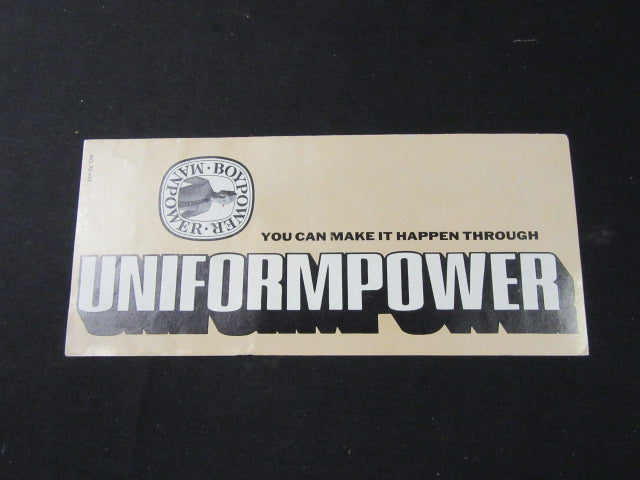 BOYPOWER · MANPOWER ·
YOU CAN MAKE IT HAPPEN THROUGH
UNIFORMPOWER